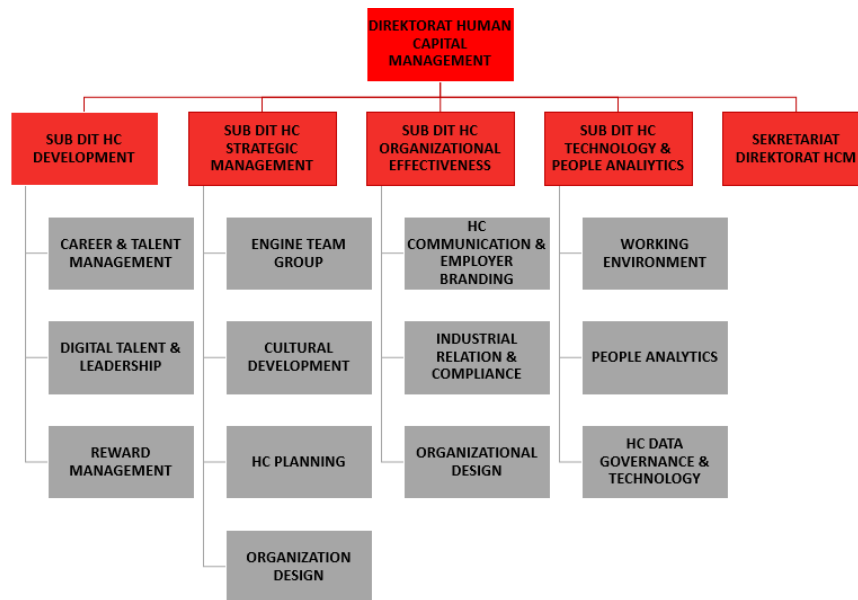 DIREKTORAT HUMAN
CAPITAL
MANAGEMENT
SUB DIT HC
DEVELOPMENT
SUB DIT HC
STRATEGIC
MANAGEMENT
SUB DIT HC
ORGANIZATIONAL
EFFECTIVENESS
SUB DIT HC
TECHNOLOGY &
PEOPLE ANALIYTICS
SEKRETARIAT
DIREKTORAT HCM
CAREER & TALENT
MANAGEMENT
DIGITAL TALENT &
LEADERSHIP
REWARD
MANAGEMENT
ENGINE TEAM
GROUP
CULTURAL
DEVELOPMENT
HC PLANNING
ORGANIZATION
DESIGN
HC
COMMUNICATION &
EMPLOYER
BRANDING
INDUSTRIAL
RELATION &
COMPLIANCE
ORGANIZATIONAL
DESIGN
WORKING
ENVIRONMENT
PEOPLE ANALYTICS
HC DATA
GOVERNANCE &
TECHNOLOGY